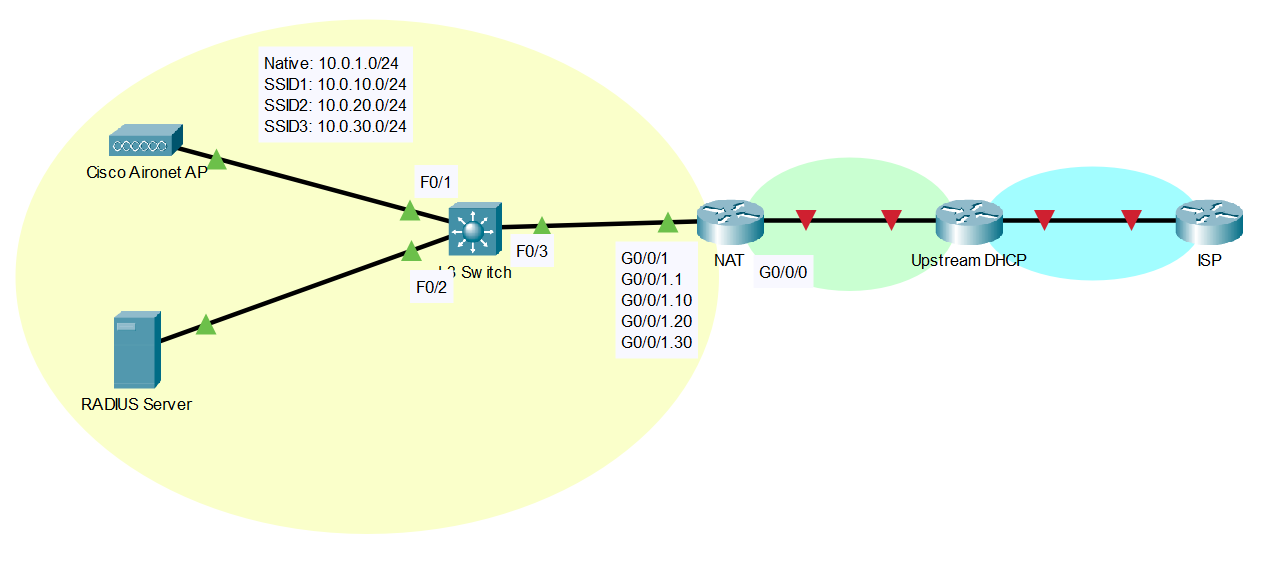 Native: 10.0.1.0/24
SSID1: 10.0.10.0/24
SSID2: 10.0.20.0/24
SSID3: 10.0.30.0/24
Cisco Aironet AP
F0/1
F0/3
Switch
F0/2
RADIUS Server
G0/0/1
G0/0/1.1
G0/0/1.10
G0/0/1.20
G0/0/1.30
NAT
G0/0/0
Upstream DHCP
ISP